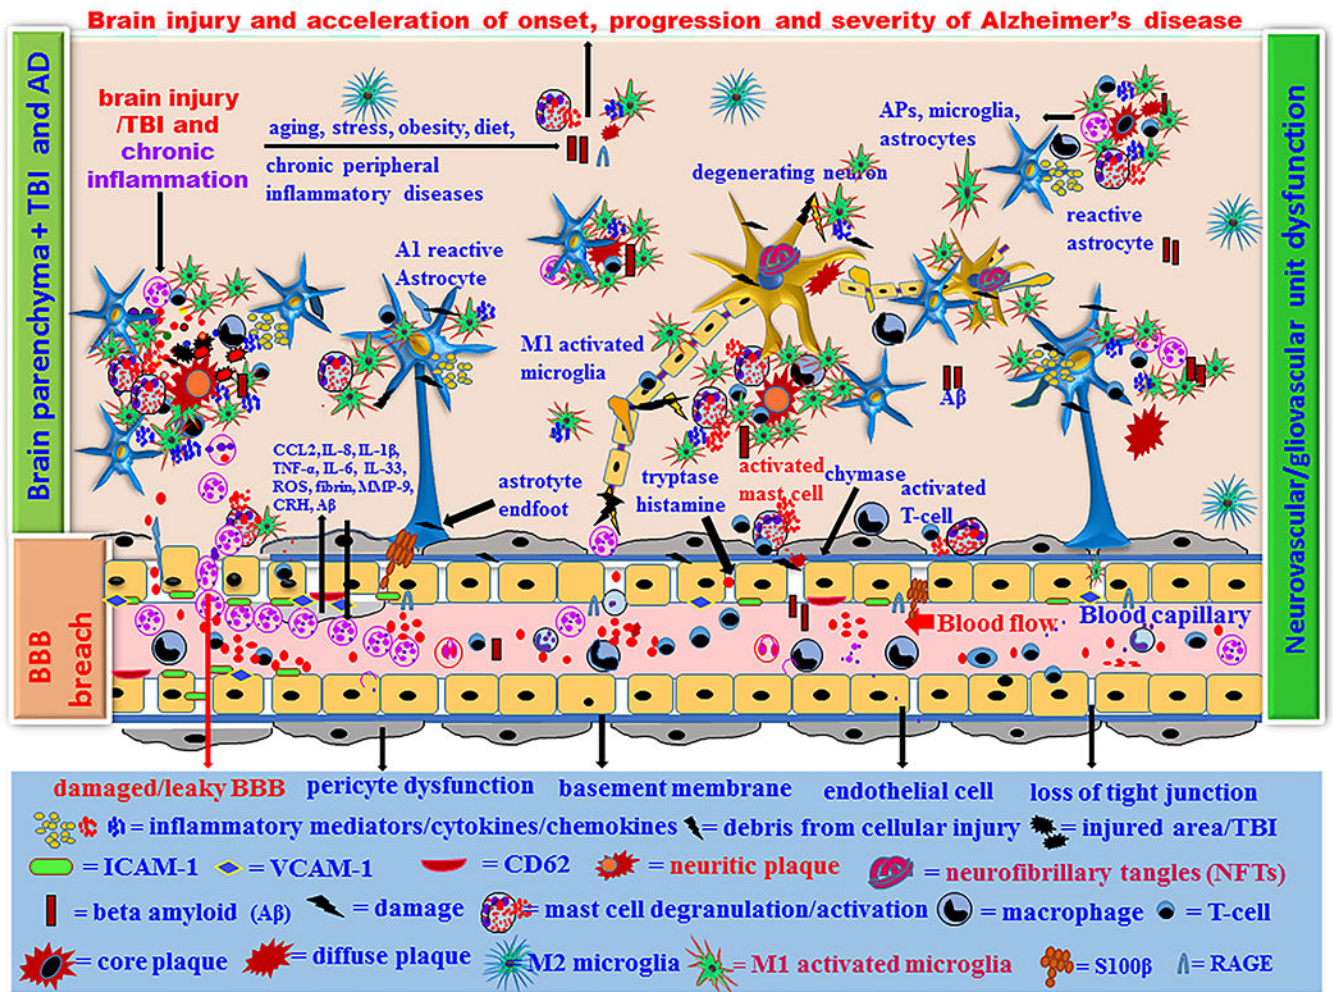 Brain injury and acceleration of onset, progression and severity of Alzheimer's disease
Brain parenchyma + TBI and AD
BBB
breach
Neurovascular/gliovascular unit dysfunction
brain injury
/TBI and
chronic
inflammation
aging, stress, obesity, diet,
chronic peripheral
inflammatory diseases
APs, microglia,
astrocytes
degenerating neuron
reactive
astrocyte
A1 reactive
Astrocyte
M1 activated
microglia
Aβ
CCL2, IL-8, IL-1β,
TNF-α, IL-6, IL-33,
ROS, fibrin, MMP-9,
CRH, Aβ
astrotyte
endfoot
tryptase
histamine
activated
mast cell
chymase
activated
T-cell
Blood flow
Blood capillary
damaged/leaky BBB
pericyte dysfunction
basement membrane
endothelial cell
loss of tight junction
= inflammatory mediators/cytokines/chemokines
= debris from cellular injury
= injured area/TBI
= ICAM-1
= VCAM-1
= CD62
= neuritic plaque
= neurofibrillary tangles (NFTs)
= beta amyloid (Aβ)
= damage
= mast cell degranulation/activation
= macrophage
= T-cell
= core plaque
= diffuse plaque
= M2 microglia
= M1 activated microglia
= S100β
= RAGE